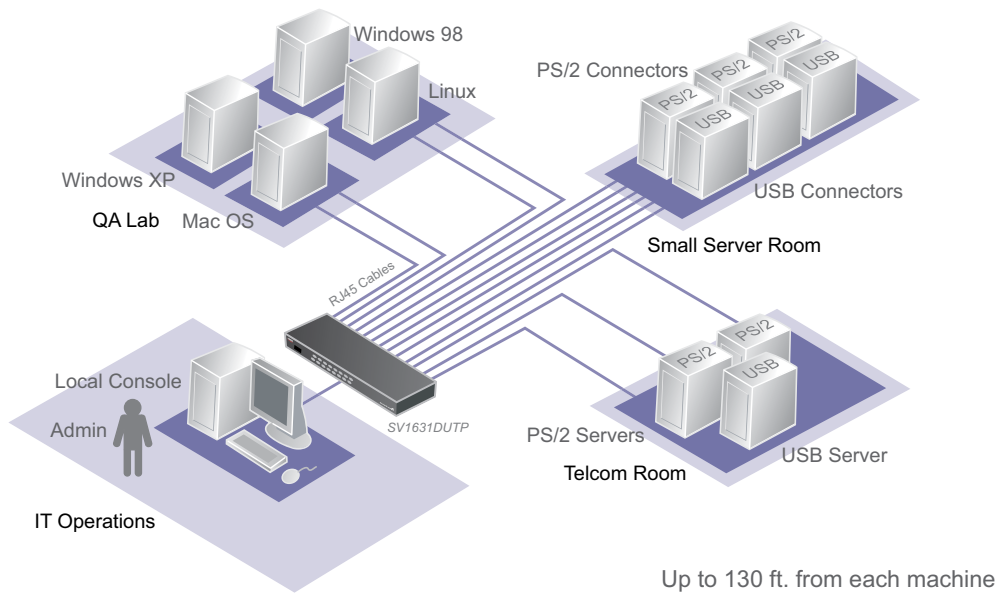 Windows 98
Linux
Windows XP
QA Lab
Mac OS
PS/2 Connectors
PS/2
PS/2
PS/2
USB
USB
USB
USB Connectors
Small Server Room
RJ45 Cables
SV1631DUTP
Local Console
Admin
IT Operations
PS/2
PS/2
USB
PS/2 Servers
USB Server
Telcom Room
Up to 130 ft. from each machine